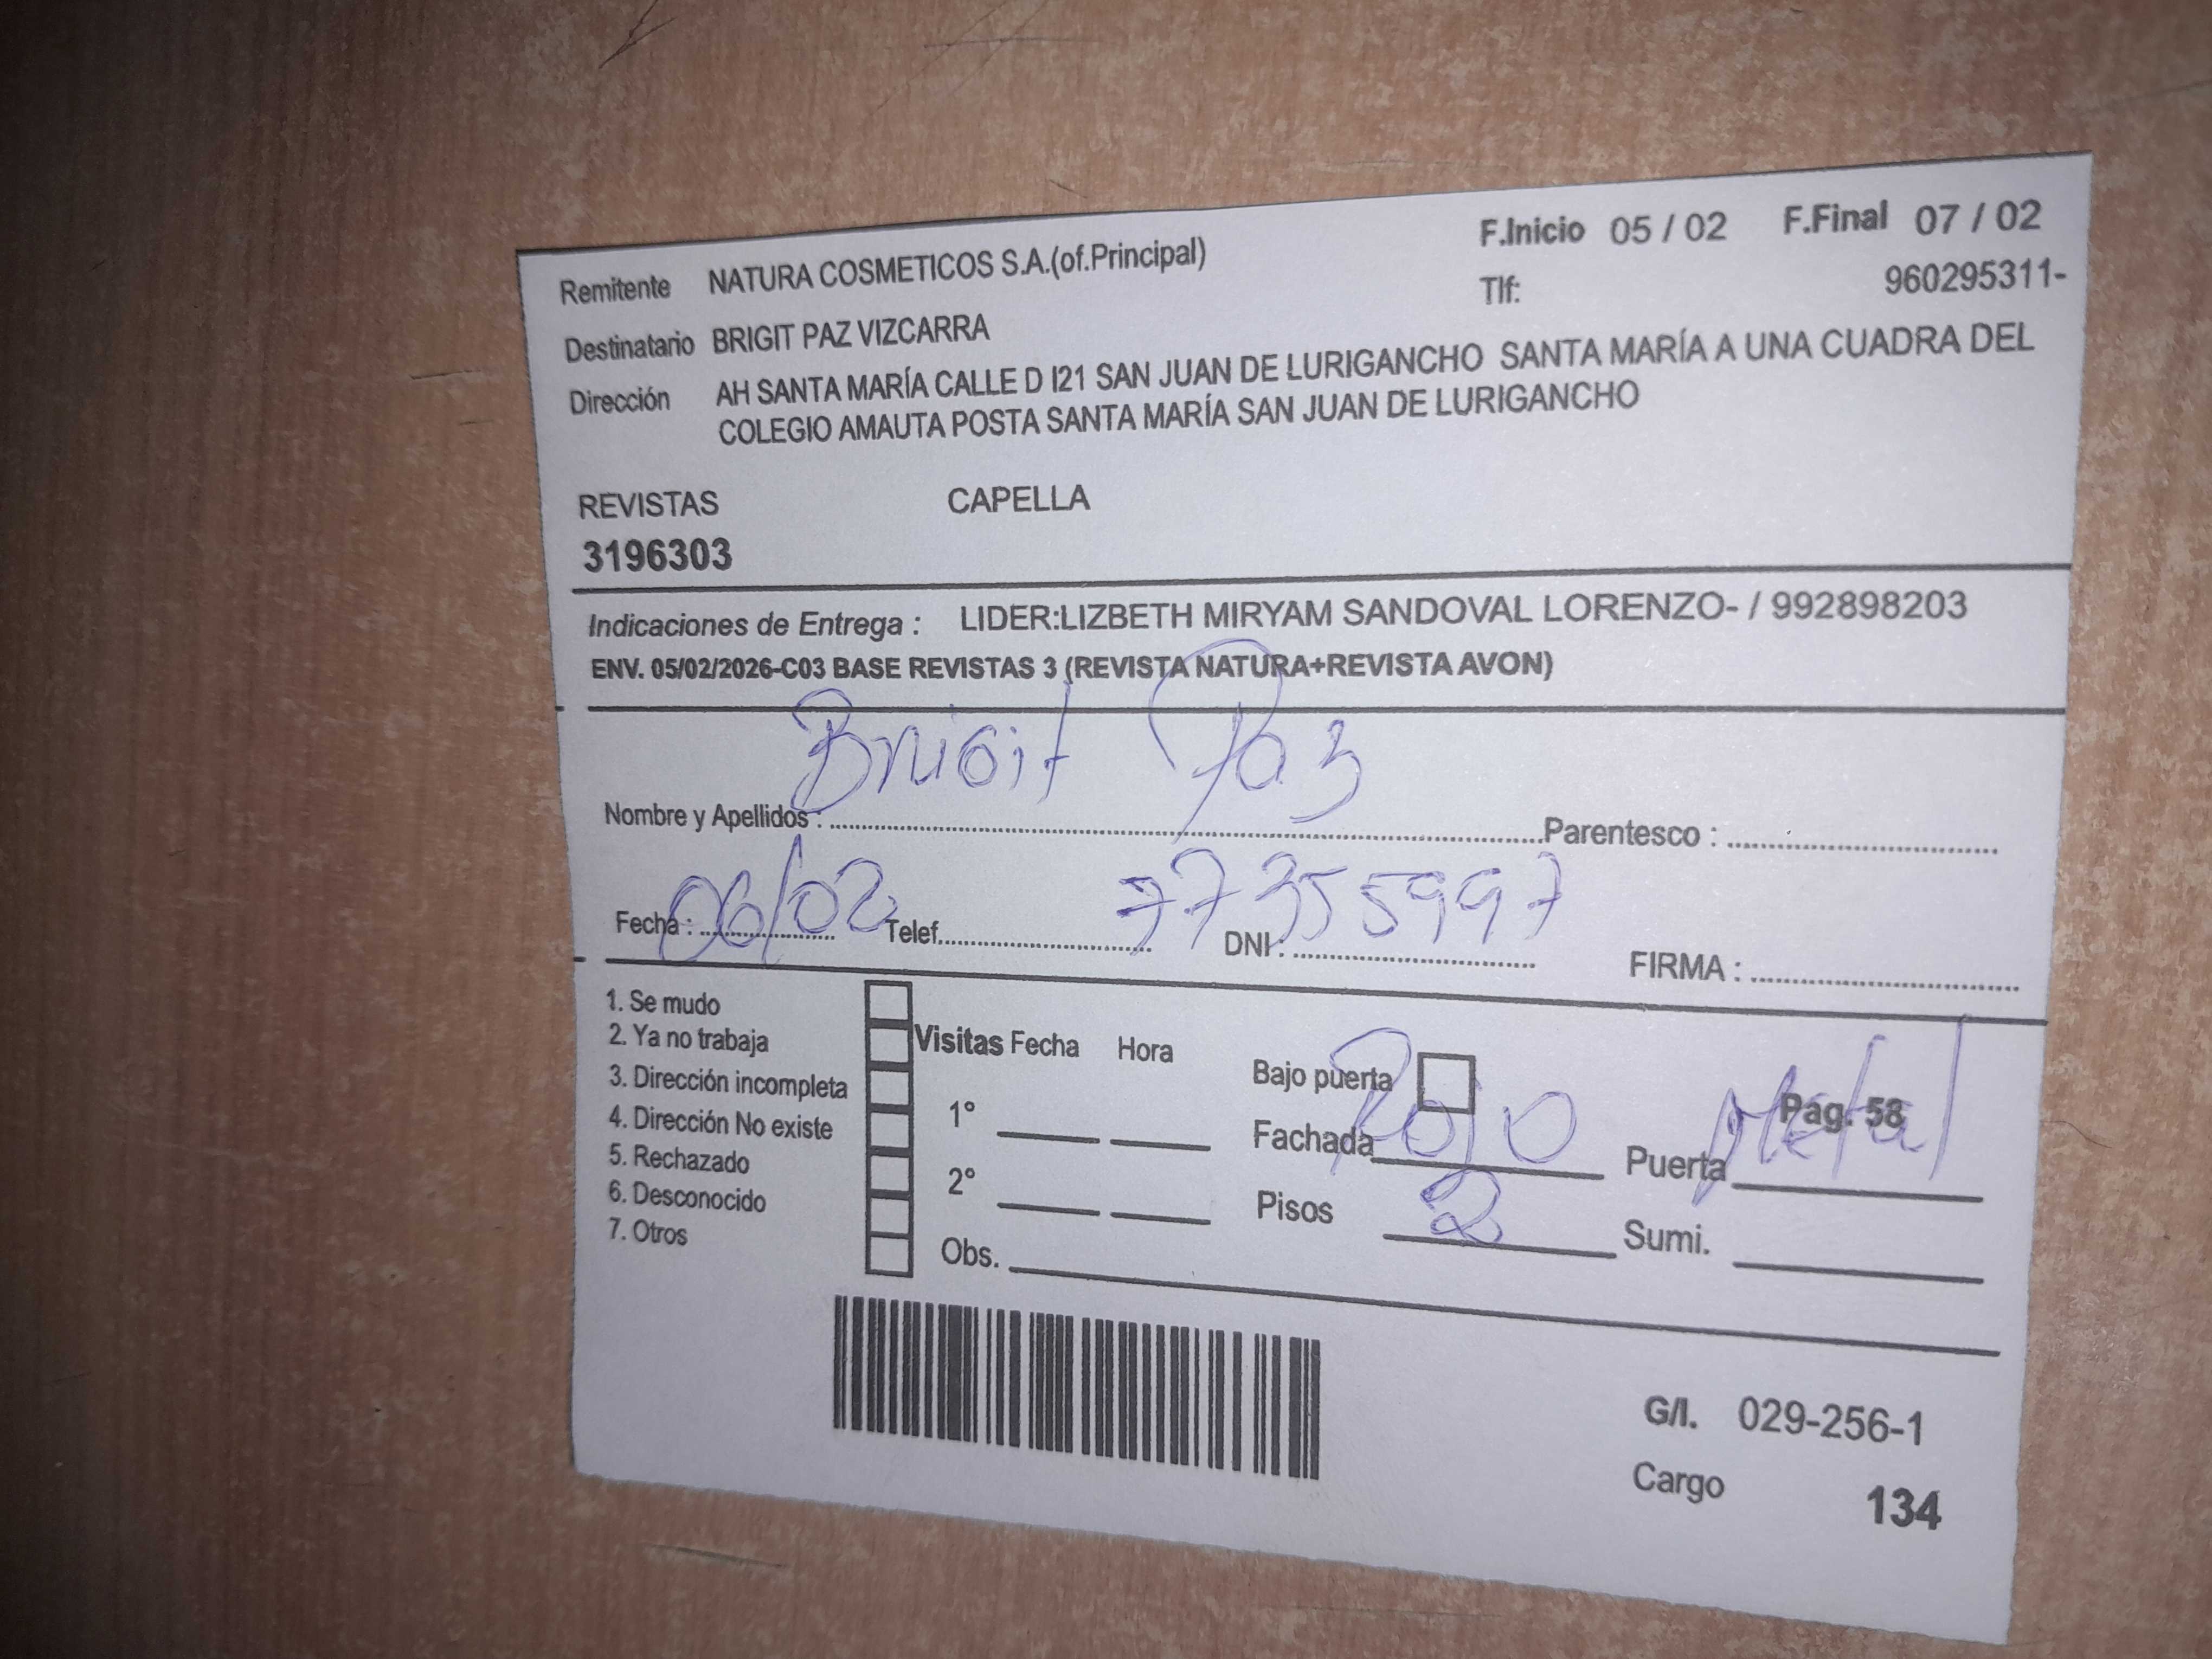 Remitente NATURA COSMETICOS S.A.(of.Principal) F.Inicio 05 / 02 F.Final 07 / 02
Tlf: 960295311-
Destinatario BRIGIT PAZ VIZCARRA
Dirección AH SANTA MARÍA CALLE D I21 SAN JUAN DE LURIGANCHO SANTA MARÍA A UNA CUADRA DEL
COLEGIO AMAUTA POSTA SANTA MARÍA SAN JUAN DE LURIGANCHO
REVISTAS CAPELLA
3196303
Indicaciones de Entrega : LIDER:LIZBETH MIRYAM SANDOVAL LORENZO- / 992898203
ENV. 05/02/2026-C03 BASE REVISTAS 3 (REVISTA NATURA+REVISTA AVON)
Nombre y Apellidos : Brigit Paz Parentesco :
Fecha : 06/02 Telef. DNI : 77355997 FIRMA :
1. Se mudo
2. Ya no trabaja
3. Dirección incompleta
4. Dirección No existe
5. Rechazado
6. Desconocido
7. Otros
Visitas Fecha Hora
1°
2°
Obs.
Bajo puerta Pag. 58
Fachada Rojo Puerta Metal
Pisos 2 Sumi.
G/I. 029-256-1
Cargo 134